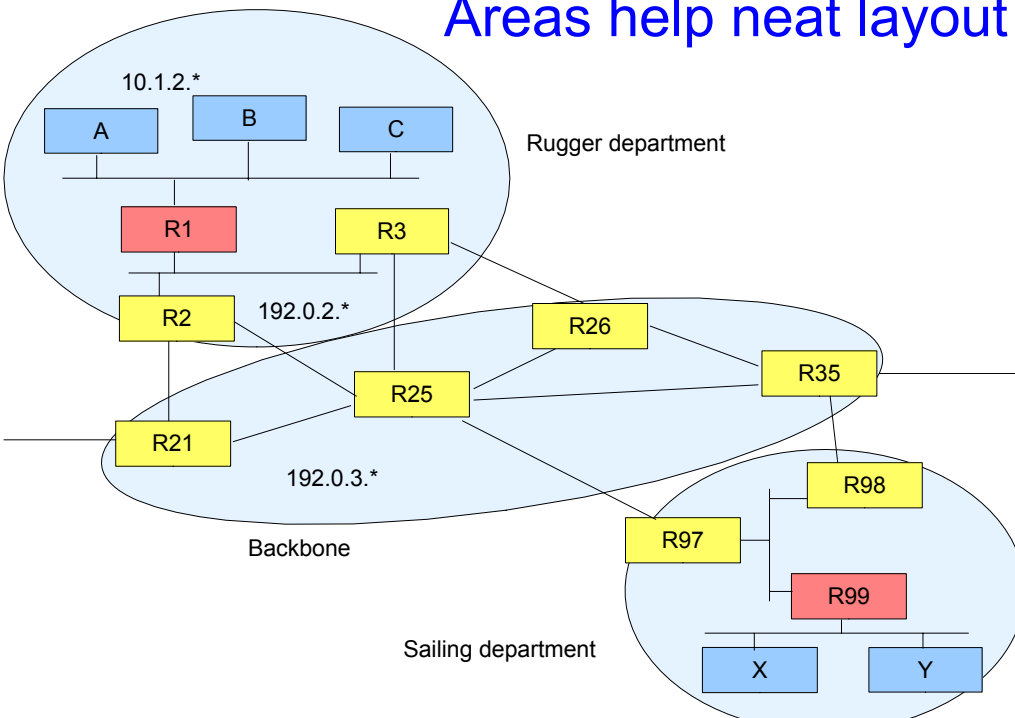 Areas help neat layout
10.1.2.*
A
B
C
Rugger department
R1
R3
R2
192.0.2.*
R26
R35
R25
R21
192.0.3.*
R98
Backbone
R97
R99
Sailing department
X
Y